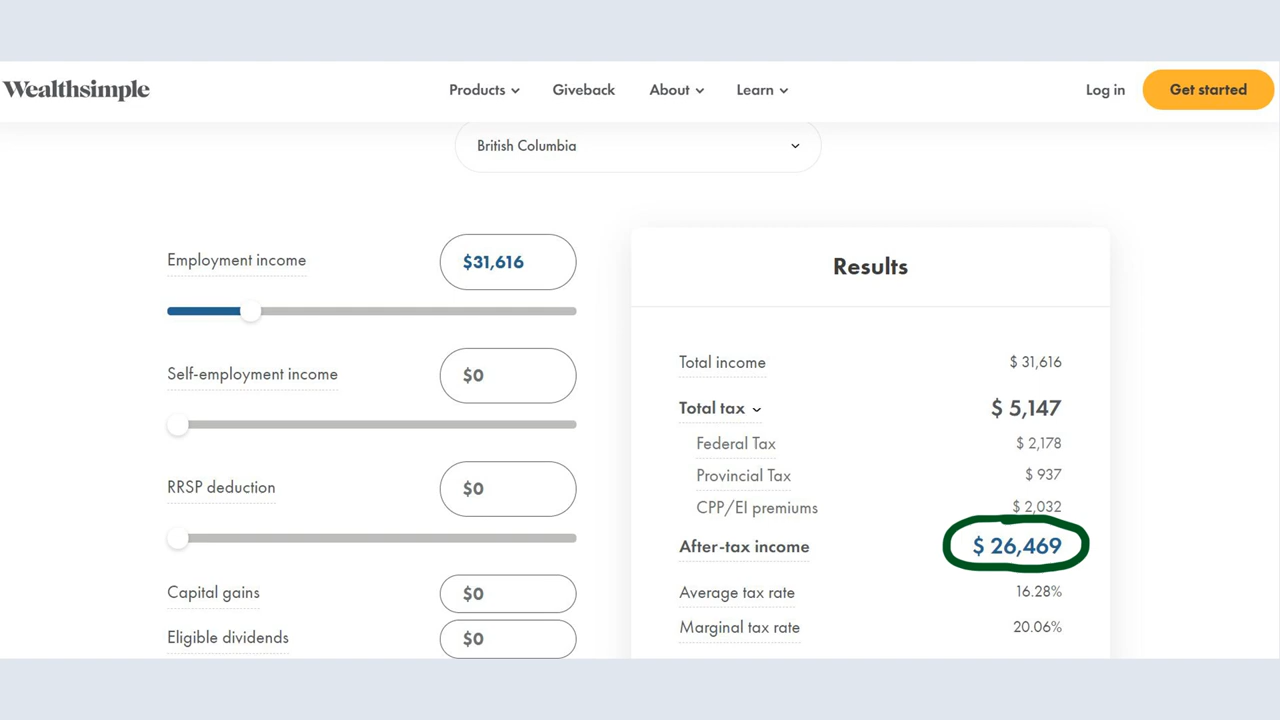 Wealthsimple Products Giveback About Learn Log in Get started
British Columbia
Employment income $31,616
Self-employment income $0
RRSP deduction $0
Capital gains $0
Eligible dividends $0
Results
Total income $ 31,616
Total tax $ 5,147
Federal Tax $ 2,178
Provincial Tax $ 937
CPP/EI premiums $ 2,032
After-tax income $ 26,469
Average tax rate 16.28%
Marginal tax rate 20.06%